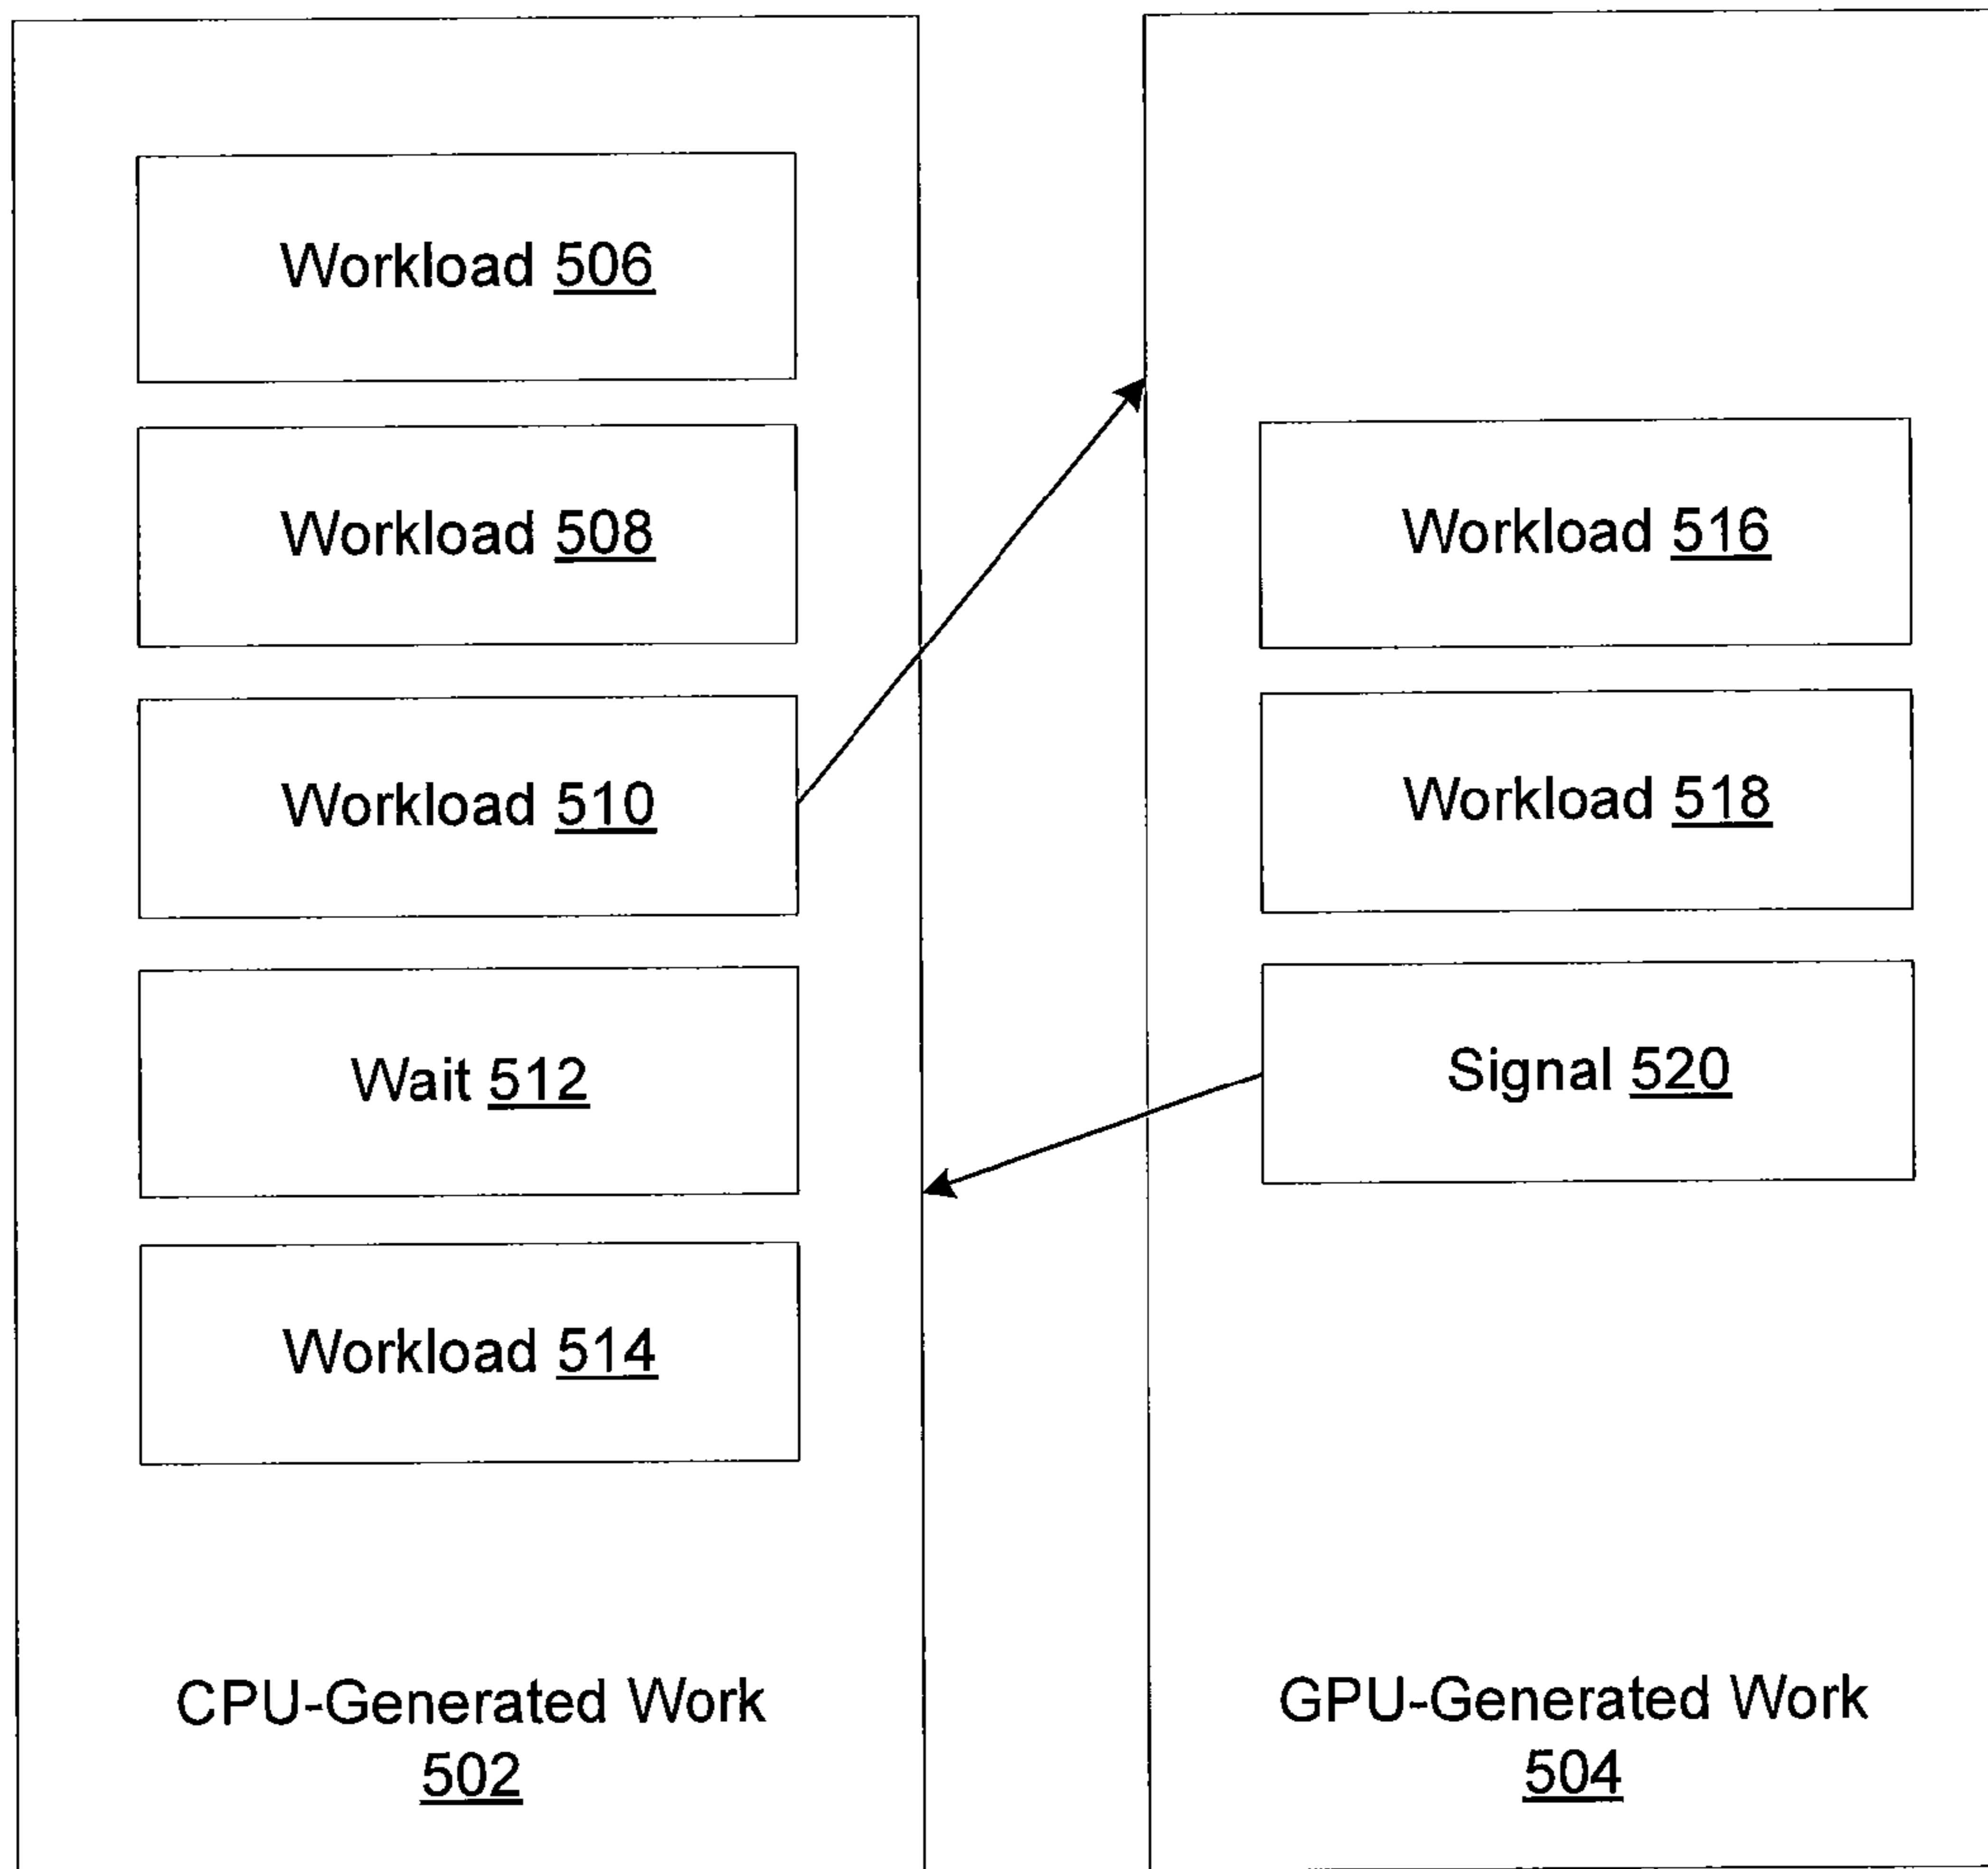 Workload 506
Workload 508
Workload 510
Wait 512
Workload 514
CPU-Generated Work
502
Workload 516
Workload 518
Signal 520
GPU-Generated Work
504